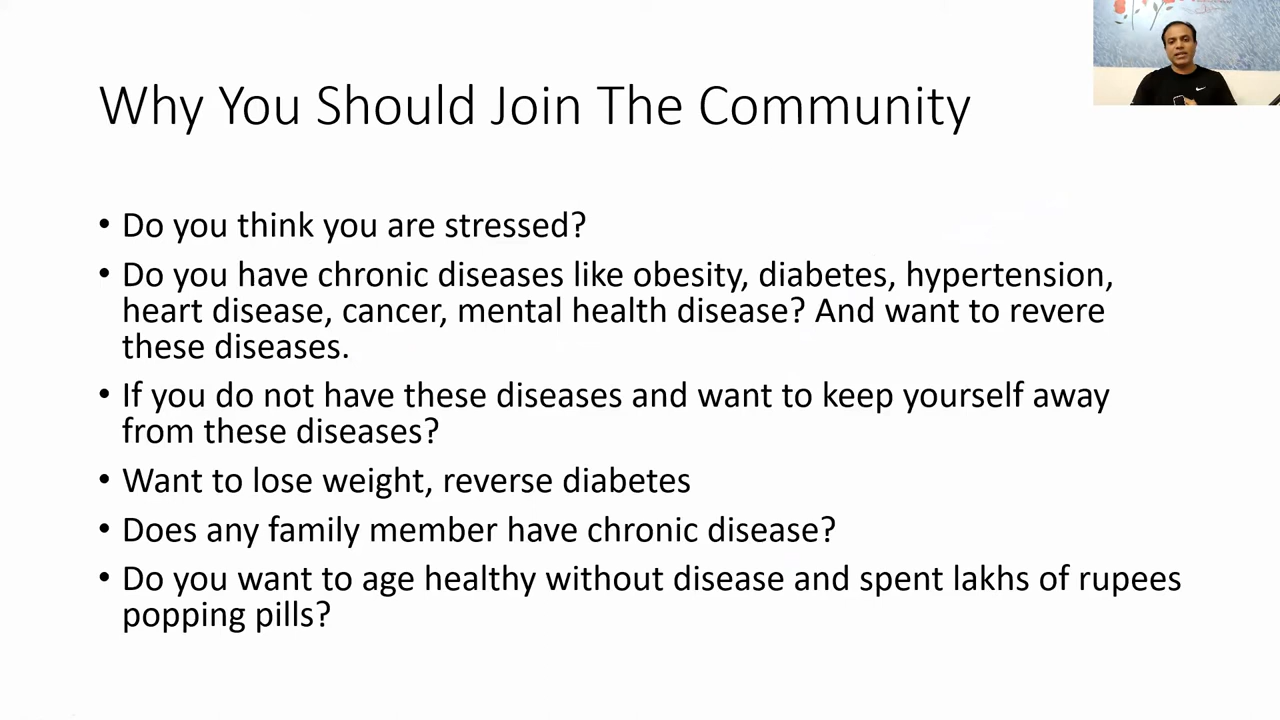 Why You Should Join The Community
• Do you think you are stressed?
• Do you have chronic diseases like obesity, diabetes, hypertension,
heart disease, cancer, mental health disease? And want to revere
these diseases.
• If you do not have these diseases and want to keep yourself away
from these diseases?
• Want to lose weight, reverse diabetes
• Does any family member have chronic disease?
• Do you want to age healthy without disease and spent lakhs of rupees
popping pills?